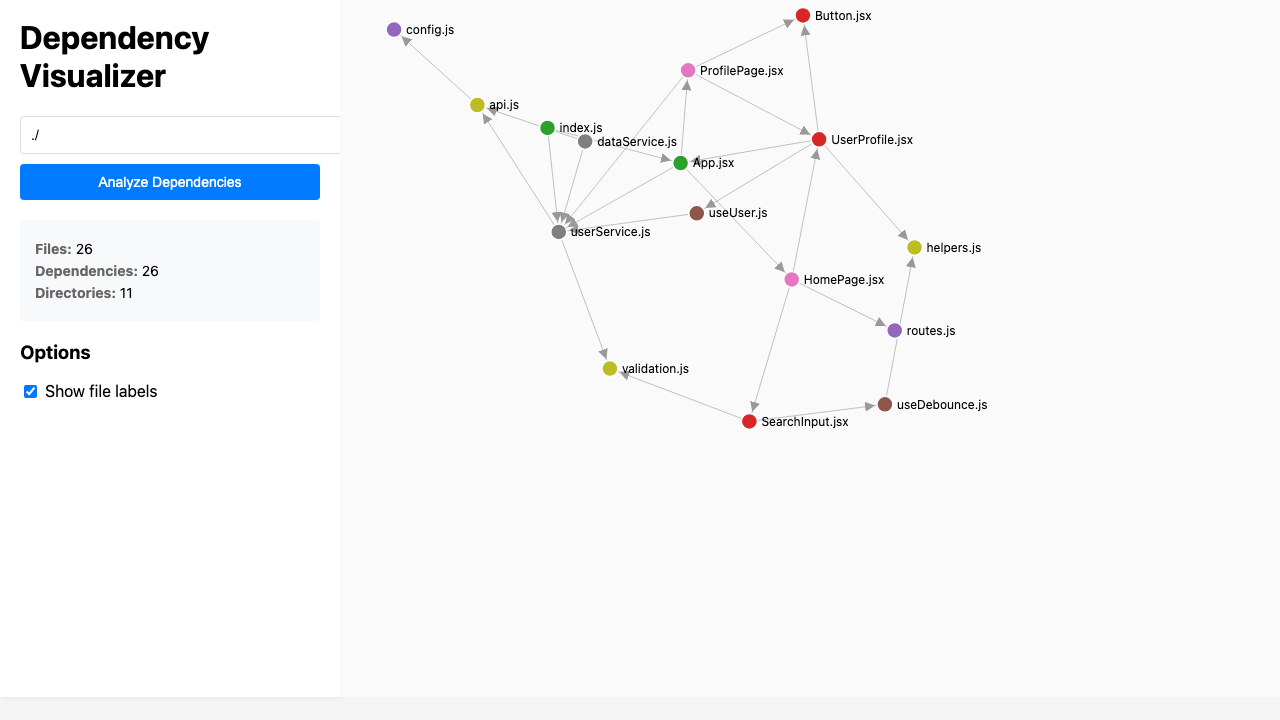 Dependency
Visualizer
./
Analyze Dependencies
Files: 26
Dependencies: 26
Directories: 11
Options
Show file labels
Button.jsx
config.js
ProfilePage.jsx
api.js
index.js
dataService.js
UserProfile.jsx
App.jsx
useUser.js
userService.js
helpers.js
HomePage.jsx
routes.js
validation.js
useDebounce.js
SearchInput.jsx